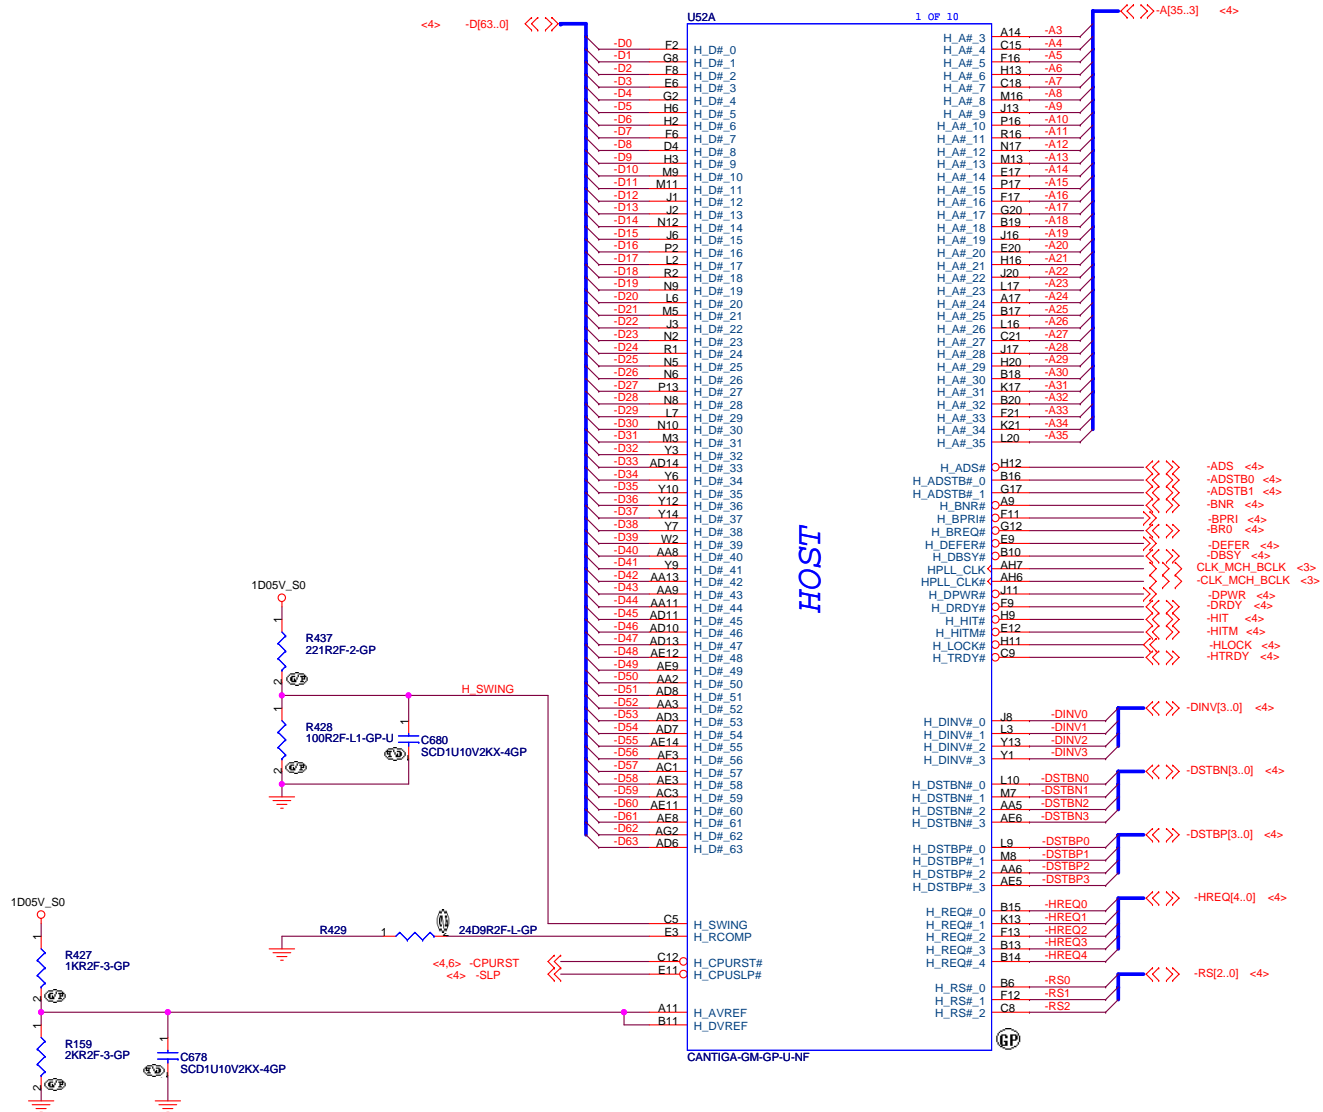 U52A 1 OF 10
<4> -D[63..0]
-A[35..3] <4>
-D0 F2 H_D#_0
-D1 G8 H_D#_1
-D2 F8 H_D#_2
-D3 E6 H_D#_3
-D4 G2 H_D#_4
-D5 H6 H_D#_5
-D6 H2 H_D#_6
-D7 F6 H_D#_7
-D8 D4 H_D#_8
-D9 H3 H_D#_9
-D10 M9 H_D#_10
-D11 M11 H_D#_11
-D12 J1 H_D#_12
-D13 J2 H_D#_13
-D14 N12 H_D#_14
-D15 J6 H_D#_15
-D16 P2 H_D#_16
-D17 L2 H_D#_17
-D18 R2 H_D#_18
-D19 N9 H_D#_19
-D20 L6 H_D#_20
-D21 M5 H_D#_21
-D22 J3 H_D#_22
-D23 N2 H_D#_23
-D24 R1 H_D#_24
-D25 N5 H_D#_25
-D26 N6 H_D#_26
-D27 P13 H_D#_27
-D28 N8 H_D#_28
-D29 L7 H_D#_29
-D30 N10 H_D#_30
-D31 M3 H_D#_31
-D32 Y3 H_D#_32
-D33 AD14 H_D#_33
-D34 Y6 H_D#_34
-D35 Y10 H_D#_35
-D36 Y12 H_D#_36
-D37 Y14 H_D#_37
-D38 Y7 H_D#_38
-D39 W2 H_D#_39
-D40 AA8 H_D#_40
-D41 Y9 H_D#_41
-D42 AA13 H_D#_42
-D43 AA9 H_D#_43
-D44 AA11 H_D#_44
-D45 AD11 H_D#_45
-D46 AD10 H_D#_46
-D47 AD13 H_D#_47
-D48 AE12 H_D#_48
-D49 AE9 H_D#_49
-D50 AA2 H_D#_50
-D51 AD8 H_D#_51
-D52 AA3 H_D#_52
-D53 AD3 H_D#_53
-D54 AD7 H_D#_54
-D55 AE14 H_D#_55
-D56 AF3 H_D#_56
-D57 AC1 H_D#_57
-D58 AE3 H_D#_58
-D59 AC3 H_D#_59
-D60 AE11 H_D#_60
-D61 AE8 H_D#_61
-D62 AG2 H_D#_62
-D63 AD6 H_D#_63
H_A#_3 A14 -A3
H_A#_4 C15 -A4
H_A#_5 F16 -A5
H_A#_6 H13 -A6
H_A#_7 C18 -A7
H_A#_8 M16 -A8
H_A#_9 J13 -A9
H_A#_10 P16 -A10
H_A#_11 R16 -A11
H_A#_12 N17 -A12
H_A#_13 M13 -A13
H_A#_14 E17 -A14
H_A#_15 P17 -A15
H_A#_16 F17 -A16
H_A#_17 G20 -A17
H_A#_18 B19 -A18
H_A#_19 J16 -A19
H_A#_20 E20 -A20
H_A#_21 H16 -A21
H_A#_22 J20 -A22
H_A#_23 L17 -A23
H_A#_24 A17 -A24
H_A#_25 B17 -A25
H_A#_26 L16 -A26
H_A#_27 C21 -A27
H_A#_28 J17 -A28
H_A#_29 H20 -A29
H_A#_30 B18 -A30
H_A#_31 K17 -A31
H_A#_32 B20 -A32
H_A#_33 F21 -A33
H_A#_34 K21 -A34
H_A#_35 L20 -A35
H_ADS# H12 -ADS <4>
H_ADSTB#_0 B16 -ADSTB0 <4>
H_ADSTB#_1 G17 -ADSTB1 <4>
H_BNR# A9 -BNR <4>
H_BPRI# F11 -BPRI <4>
H_BREQ# G12 -BR0 <4>
H_DEFER# E9 -DEFER <4>
H_DBSY# B10 -DBSY <4>
HPLL_CLK AH7 CLK_MCH_BCLK <3>
HPLL_CLK# AH6 -CLK_MCH_BCLK <3>
H_DPWR# J11 -DPWR <4>
H_DRDY# F9 -DRDY <4>
H_HIT# H9 -HIT <4>
H_HITM# E12 -HITM <4>
H_LOCK# H11 -HLOCK <4>
H_TRDY# C9 -HTRDY <4>
HOST
H_DINV#_0 J8 -DINV0 -DINV[3..0] <4>
H_DINV#_1 L3 -DINV1
H_DINV#_2 Y13 -DINV2
H_DINV#_3 Y1 -DINV3
H_DSTBN#_0 L10 -DSTBN0 -DSTBN[3..0] <4>
H_DSTBN#_1 M7 -DSTBN1
H_DSTBN#_2 AA5 -DSTBN2
H_DSTBN#_3 AE6 -DSTBN3
H_DSTBP#_0 L9 -DSTBP0 -DSTBP[3..0] <4>
H_DSTBP#_1 M8 -DSTBP1
H_DSTBP#_2 AA6 -DSTBP2
H_DSTBP#_3 AE5 -DSTBP3
H_REQ#_0 B15 -HREQ0 -HREQ[4..0] <4>
H_REQ#_1 K13 -HREQ1
H_REQ#_2 F13 -HREQ2
H_REQ#_3 B13 -HREQ3
H_REQ#_4 B14 -HREQ4
H_RS#_0 B6 -RS0 -RS[2..0] <4>
H_RS#_1 F12 -RS1
H_RS#_2 C8 -RS2
1D05V_S0
1
R437
221R2F-2-GP
2
H_SWING
1
R428
100R2F-L1-GP-U
2
1
C680
SCD1U10V2KX-4GP
C5 H_SWING
R429 1 24D9R2F-L-GP E3 H_RCOMP
<4,6> -CPURST C12 H_CPURST#
<4> -SLP E11 H_CPUSLP#
A11 H_AVREF
B11 H_DVREF
1D05V_S0
1
R427
1KR2F-3-GP
2
1
R159
2KR2F-3-GP
2
1
C678
SCD1U10V2KX-4GP
GP
CANTIGA-GM-GP-U-NF